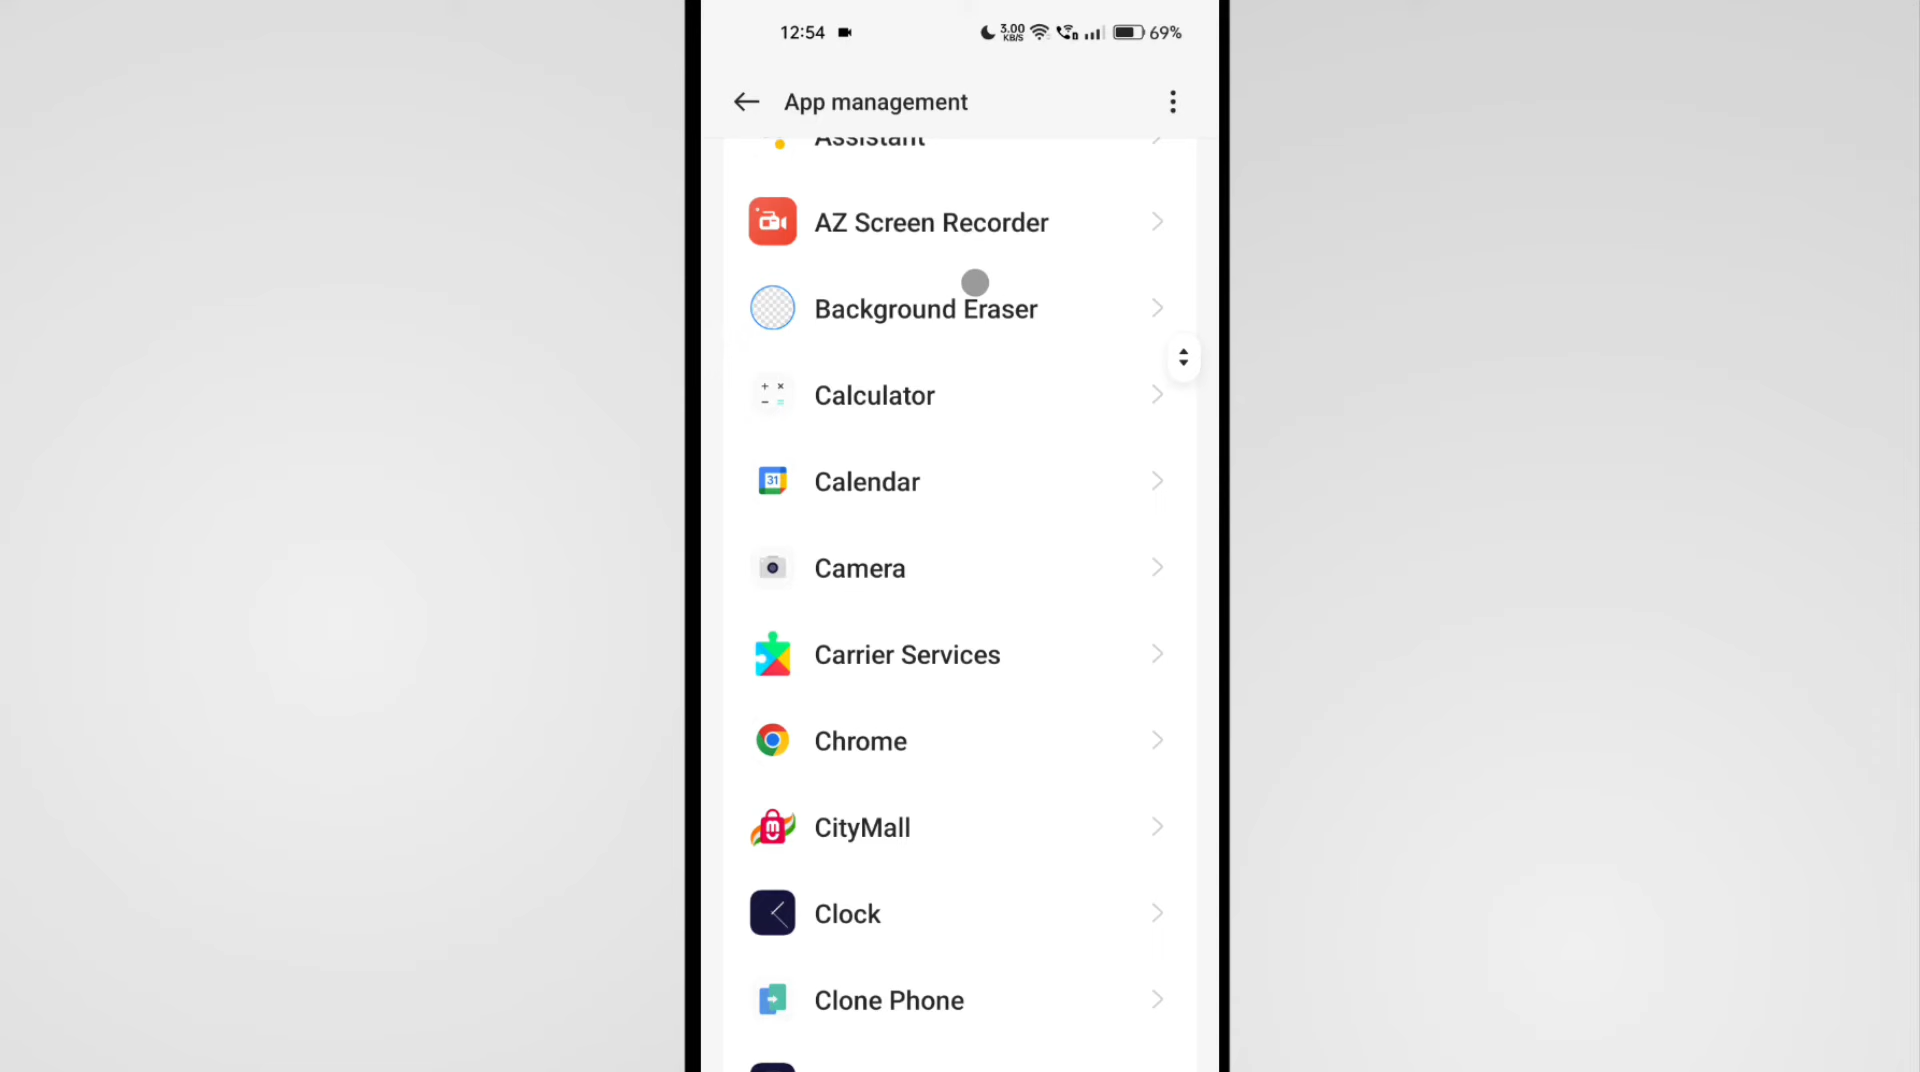 12:54 3.00 KB/S 69%
App management
Assistant
AZ Screen Recorder
Background Eraser
Calculator
31 Calendar
Camera
Carrier Services
Chrome
CityMall
Clock
Clone Phone